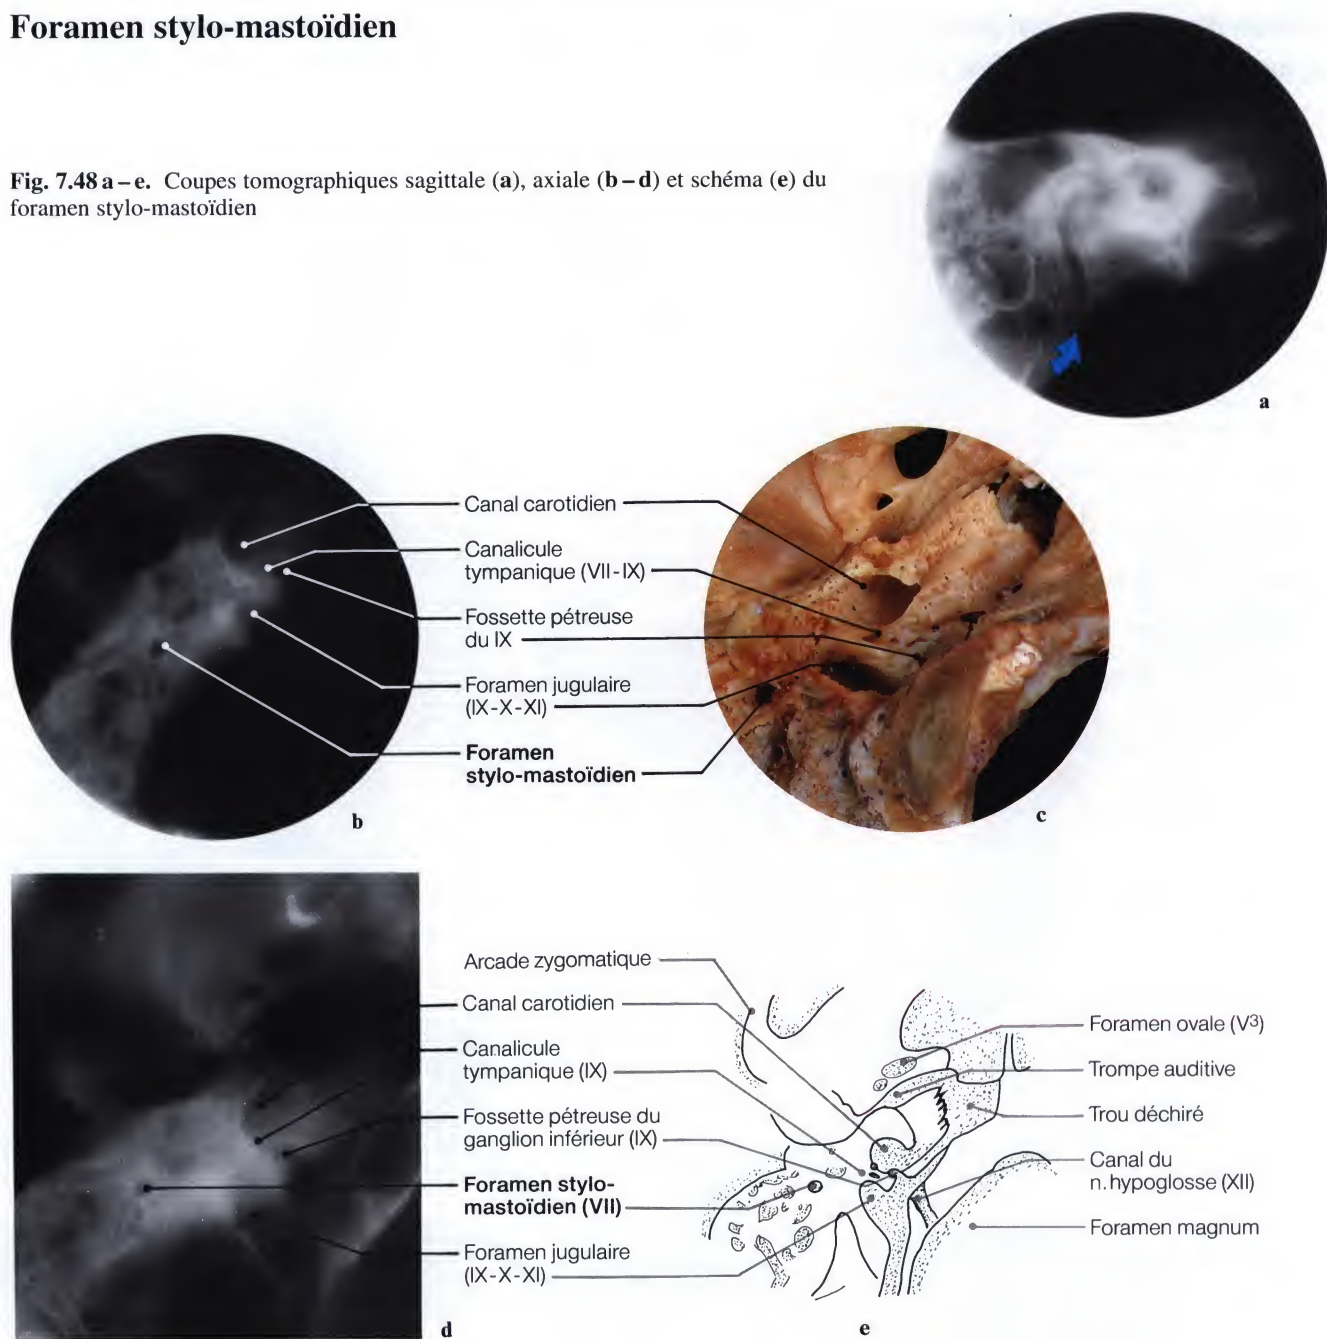 Foramen stylo-mastoïdien
Fig. 7.48 a – e. Coupes tomographiques sagittale (a), axiale (b – d) et schéma (e) du
foramen stylo-mastoïdien
a
Canal carotidien
Canalicule
tympanique (VII-IX)
Fossette pétreuse
du IX
Foramen jugulaire
(IX-X-XI)
Foramen
stylo-mastoïdien
b
c
Arcade zygomatique
Canal carotidien
Canalicule
tympanique (IX)
Fossette pétreuse du
ganglion inférieur (IX)
Foramen stylo-
mastoïdien (VII)
Foramen jugulaire
(IX-X-XI)
Foramen ovale (V3)
Trompe auditive
Trou déchiré
Canal du
n. hypoglosse (XII)
Foramen magnum
d
e